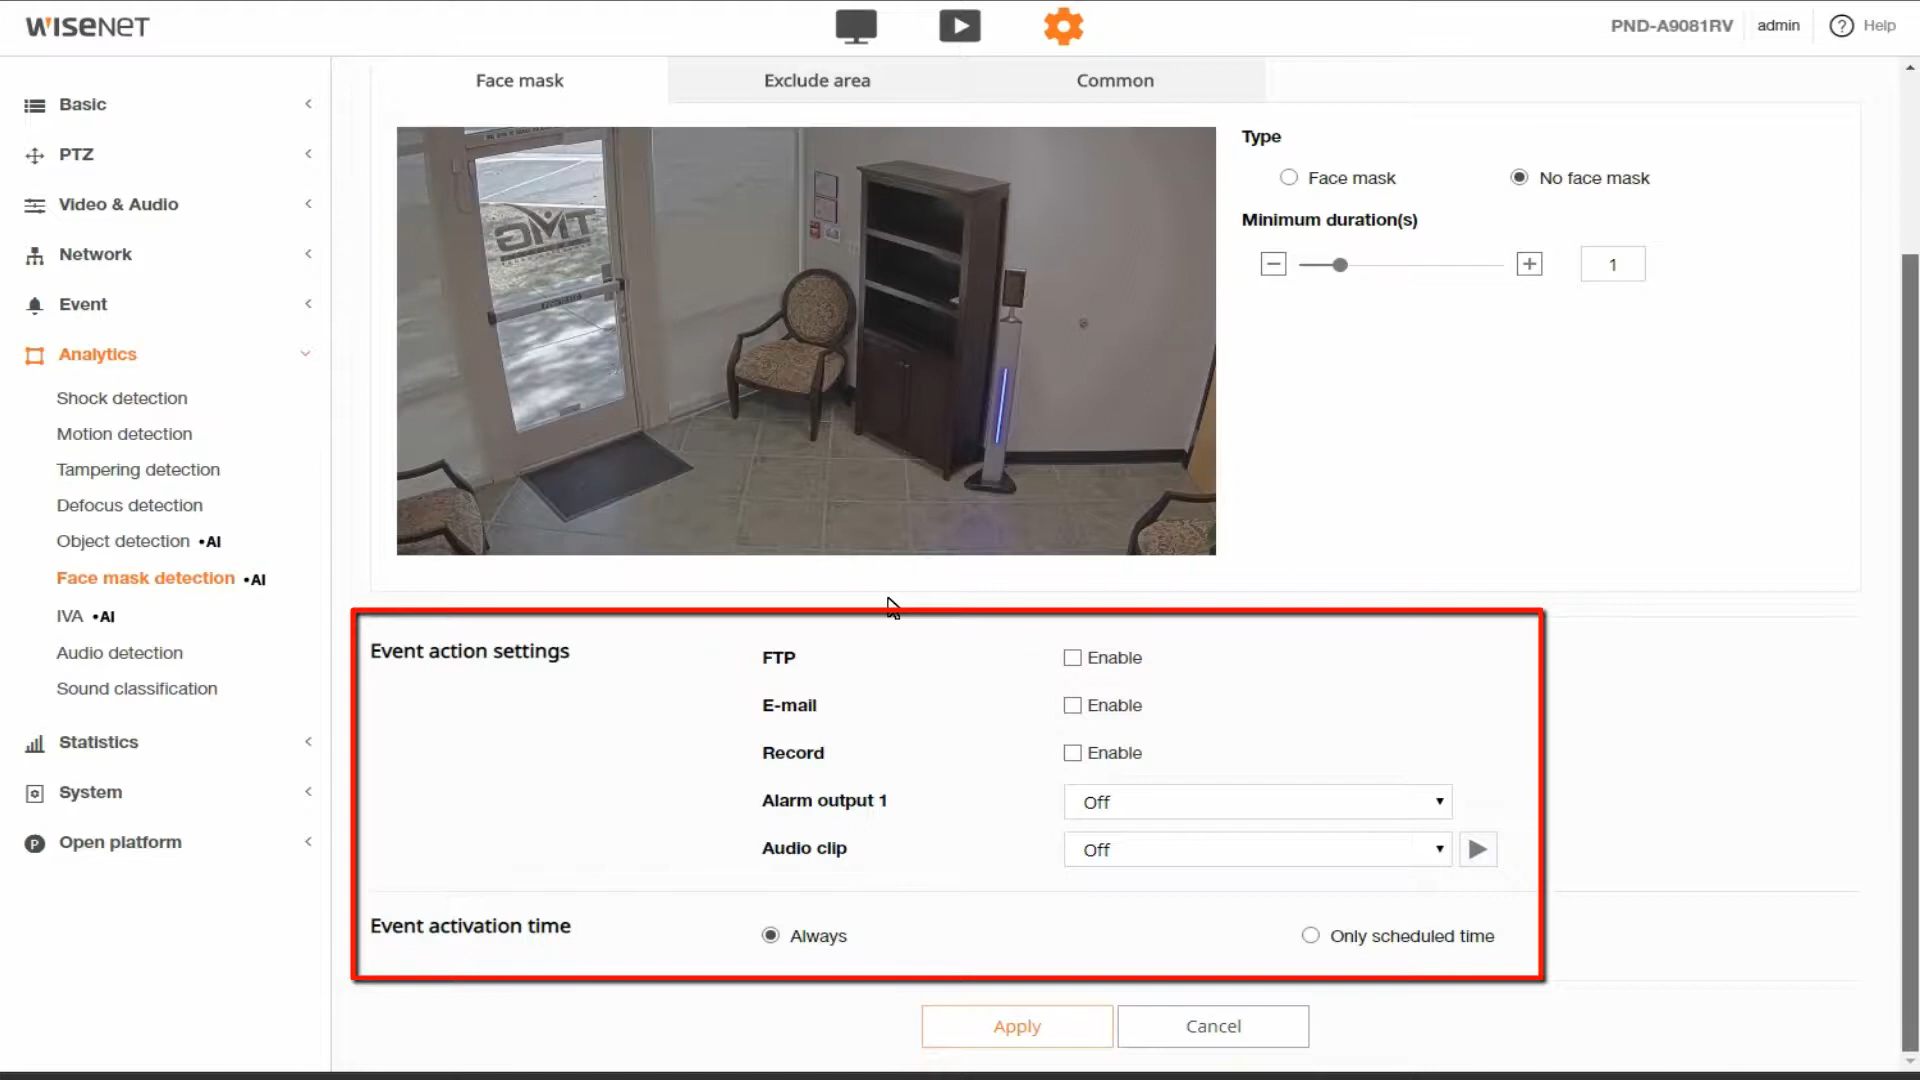 WISENET
PND-A9081RV
admin
Help
Basic
PTZ
Video & Audio
Network
Event
Analytics
Shock detection
Motion detection
Tampering detection
Defocus detection
Object detection •AI
Face mask detection •AI
IVA •AI
Audio detection
Sound classification
Statistics
System
Open platform
Face mask
Exclude area
Common
TMG
Type
Face mask
No face mask
Minimum duration(s)
1
Event action settings
FTP
Enable
E-mail
Enable
Record
Enable
Alarm output 1
Off
Audio clip
Off
Event activation time
Always
Only scheduled time
Apply
Cancel